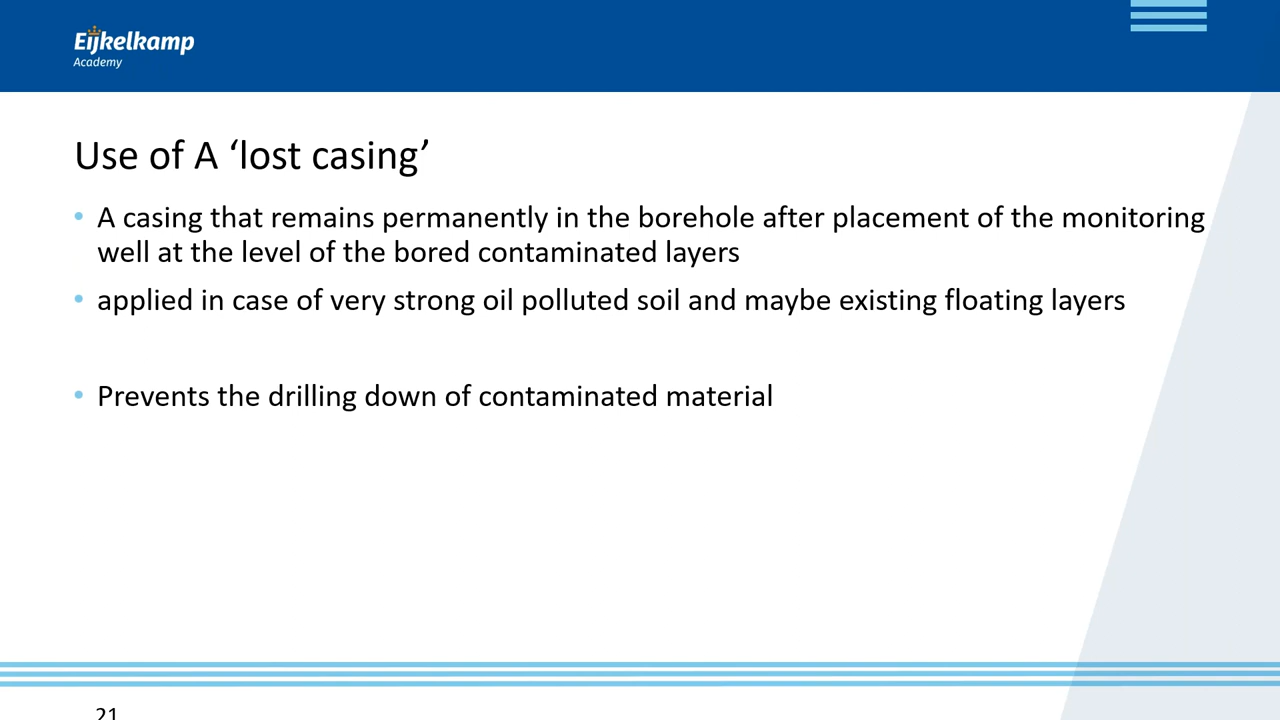 Eijkelkamp
Academy
Use of A ‘lost casing’
• A casing that remains permanently in the borehole after placement of the monitoring
well at the level of the bored contaminated layers
• applied in case of very strong oil polluted soil and maybe existing floating layers
• Prevents the drilling down of contaminated material
21